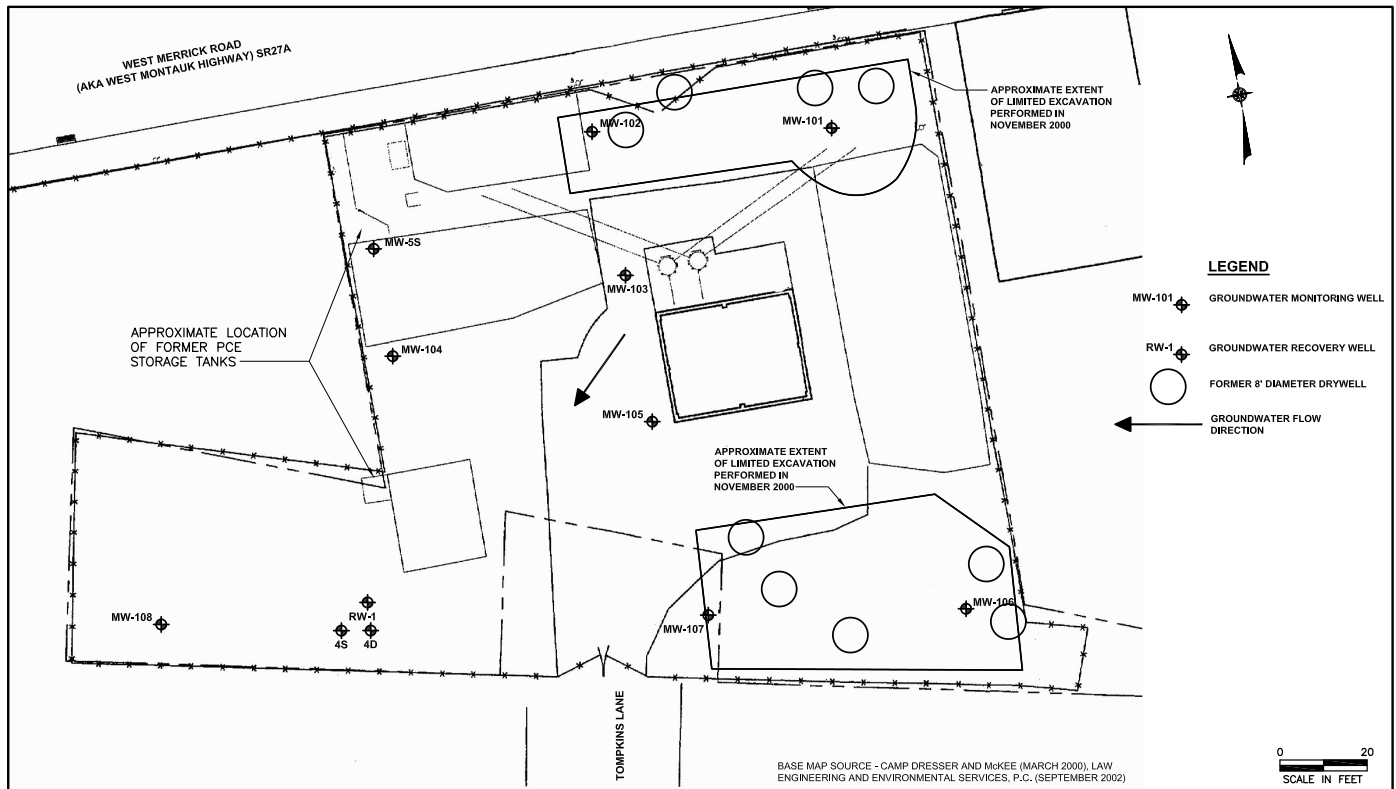 WEST MERRICK ROAD
(AKA WEST MONTAUK HIGHWAY) SR27A
APPROXIMATE EXTENT
OF LIMITED EXCAVATION
PERFORMED IN
NOVEMBER 2000
MW-102
MW-101
MW-5S
MW-103
LEGEND
MW-101
GROUNDWATER MONITORING WELL
RW-1
GROUNDWATER RECOVERY WELL
FORMER 8' DIAMETER DRYWELL
GROUNDWATER FLOW
DIRECTION
APPROXIMATE LOCATION
OF FORMER PCE
STORAGE TANKS
MW-104
MW-105
APPROXIMATE EXTENT
OF LIMITED EXCAVATION
PERFORMED IN
NOVEMBER 2000
MW-108
RW-1
4S
4D
MW-107
MW-106
TOMPKINS LANE
BASE MAP SOURCE - CAMP DRESSER AND McKEE (MARCH 2000), LAW
ENGINEERING AND ENVIRONMENTAL SERVICES, P.C. (SEPTEMBER 2002)
0 20
SCALE IN FEET